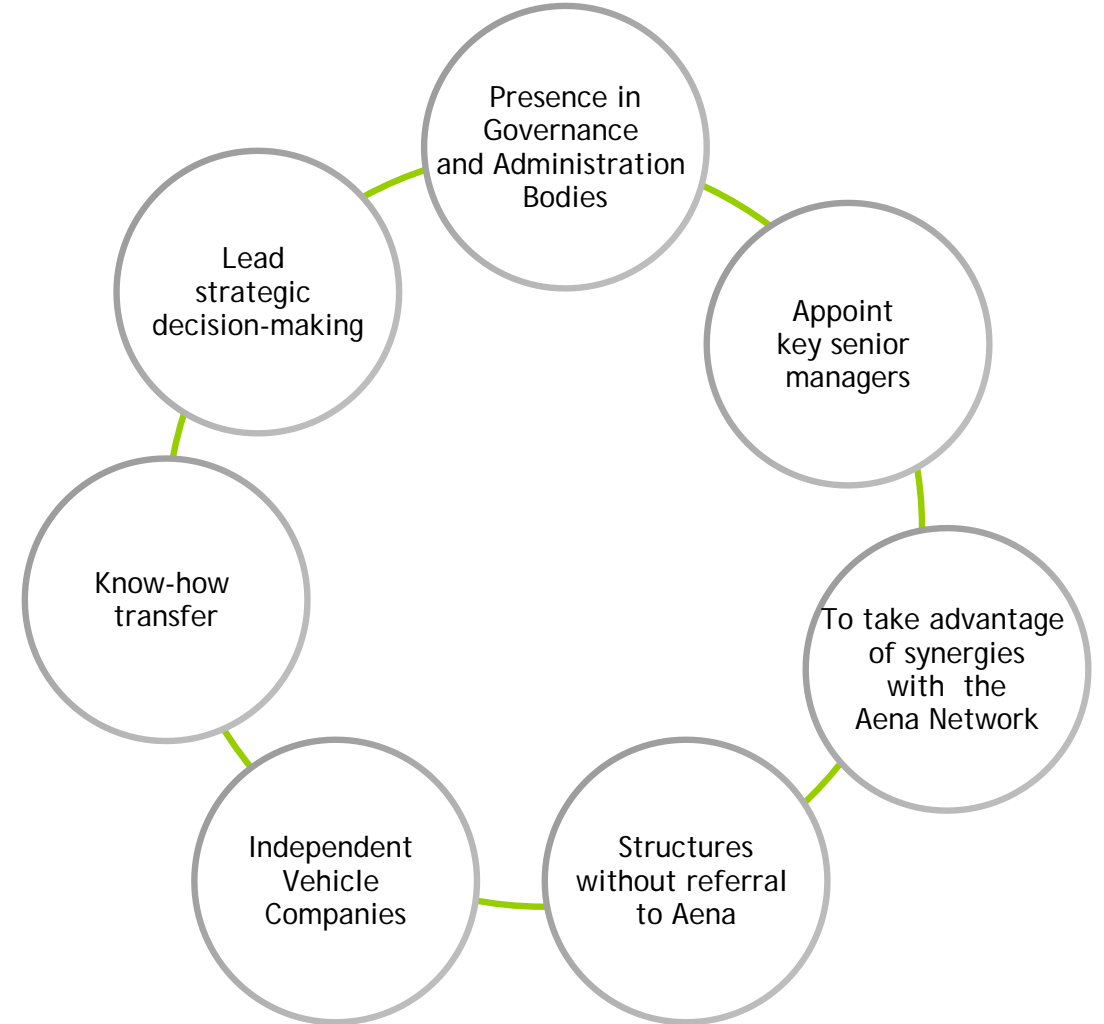 Presence in
Governance
and Administration
Bodies
Appoint
key senior
managers
To take advantage
of synergies
with the
Aena Network
Structures
without referral
to Aena
Independent
Vehicle
Companies
Know-how
transfer
Lead
strategic
decision-making